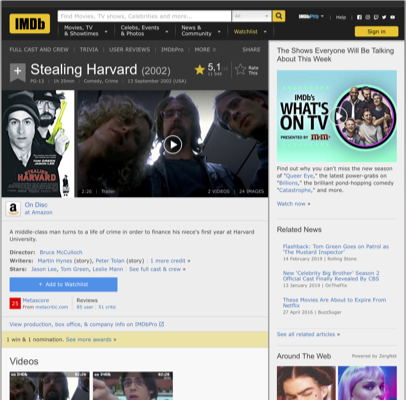 IMDb
Find Movies, TV shows, Celebrities and more...
All
IMDbPro
Help
Movies, TV
& Showtimes
Celebs, Events
& Photos
News &
Community
Watchlist
Sign in
FULL CAST AND CREW | TRIVIA | USER REVIEWS | IMDbPro | MORE
SHARE
+ Stealing Harvard (2002)
PG-13 | 1h 25min | Comedy, Crime | 13 September 2002 (USA)
5,1
Rate
This
JASON LEE TOM GREEN
STEALING
HARVARD
2:26 | Trailer
2 VIDEOS | 24 IMAGES
On Disc
at Amazon
A middle-class man turns to a life of crime in order to finance his niece's first year at Harvard
University.
Director: Bruce McCulloch
Writers: Martin Hynes (story), Peter Tolan (story) | 1 more credit »
Stars: Jason Lee, Tom Green, Leslie Mann | See full cast & crew »
+ Add to Watchlist
25
Metascore
From metacritic.com
Reviews
85 user | 51 critic
View production, box office, & company info on IMDbPro
1 win & 1 nomination. See more awards »
Videos
The Shows Everyone Will Be Talking
About This Week
IMDb's
WHAT'S
ON TV
PRESENTED BY m&m's
Find out why you can't miss the new season
of "Queer Eye," the latest power-grabs on
"Billions," the brilliant pond-hopping comedy
"Catastrophe," and more.
Watch now »
Related News
Flashback: Tom Green Goes on Patrol as
'The Mustard Inspector'
14 February 2019 | Rolling Stone
New 'Celebrity Big Brother' Season 2
Official Cast Finally Revealed By CBS
13 January 2019 | OnTheFlix
These Movies Are About to Expire From
Netflix
27 April 2016 | BuzzSugar
See all related articles »
Around The Web
Powered by ZergNet